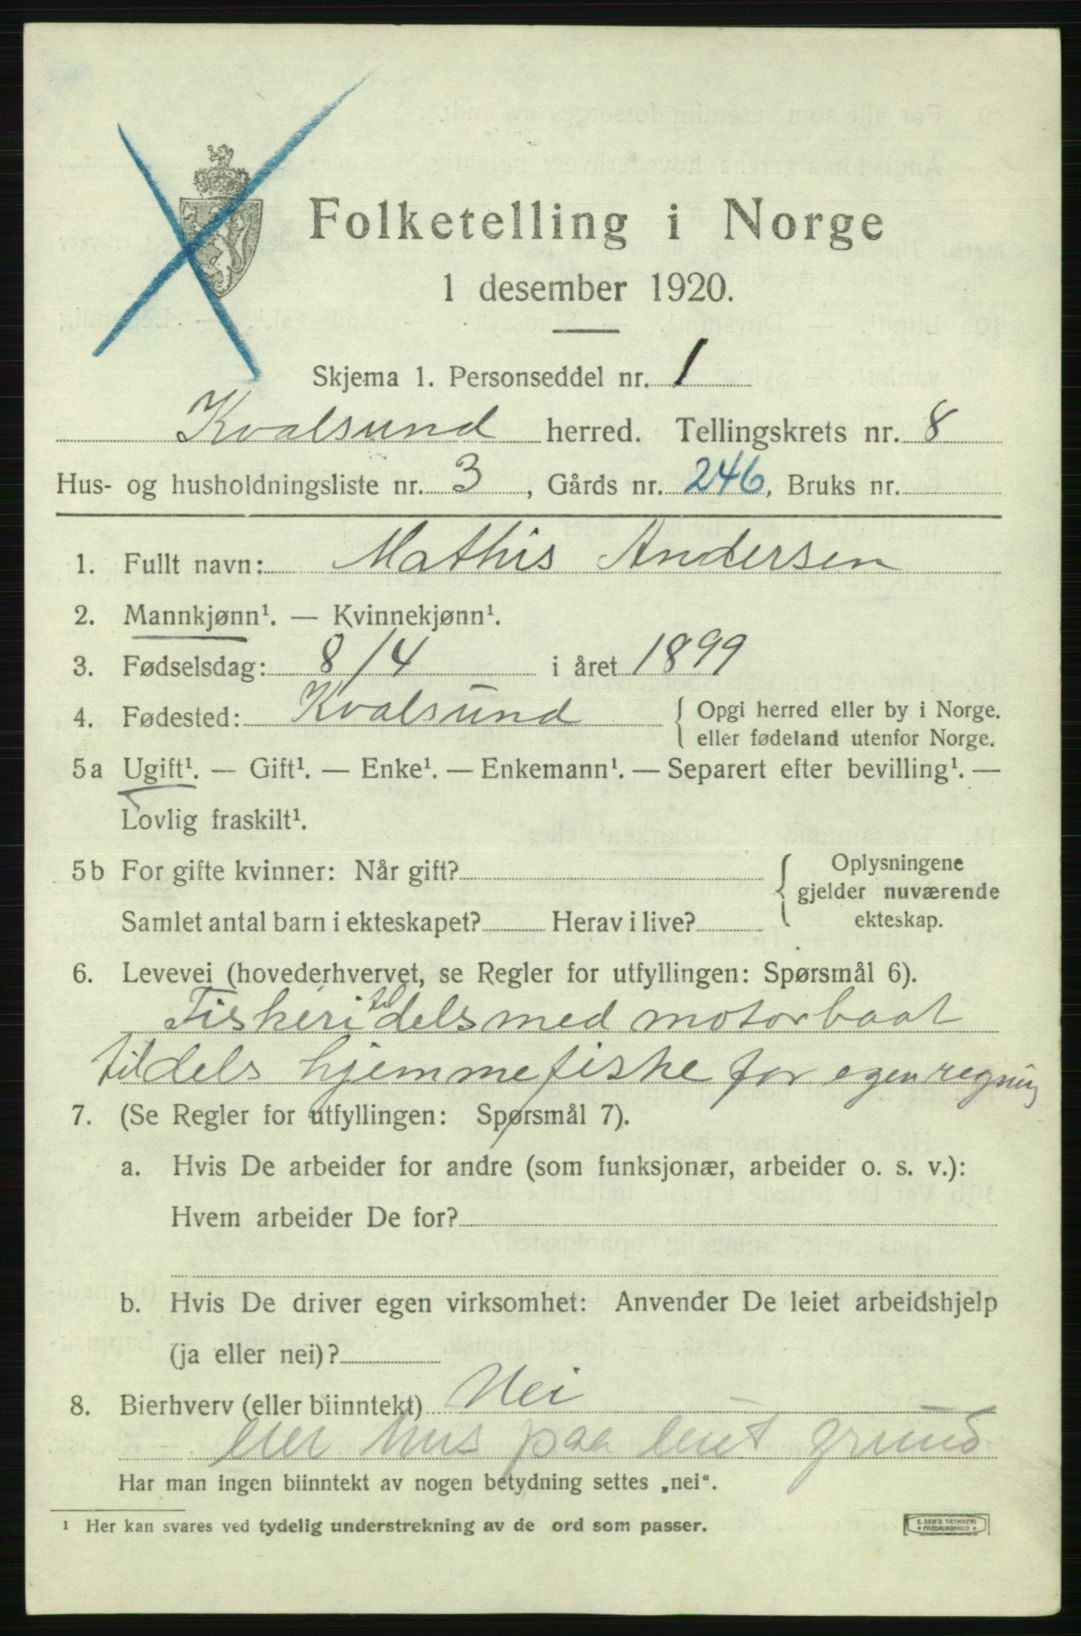 Folketelling i Norge
1 desember 1920.
Skjema 1. Personseddel nr. 1
Kvalsund herred. Tellingskrets nr. 8
Hus- og husholdningsliste nr. 3, Gårds nr. 246, Bruks nr.
1. Fullt navn: Mathis Andersen
2. Mannkjønn¹. — Kvinnekjønn¹.
3. Fødselsdag: 8/4 i året 1899
4. Fødested: Kvalsund { Opgi herred eller by i Norge.
eller fødeland utenfor Norge.
5a Ugift¹. — Gift¹. — Enke¹. — Enkemann¹. — Separert efter bevilling¹. —
Lovlig fraskilt¹.
5b For gifte kvinner: Når gift? { Oplysningene
gjelder nuværende
ekteskap.
Samlet antal barn i ekteskapet? Herav i live?
6. Levevei (hovederhvervet, se Regler for utfyllingen: Spørsmål 6).
Fiskeri til dels med motorbaat
tildels hjemmefiske for egen regning
7. (Se Regler for utfyllingen: Spørsmål 7).
a. Hvis De arbeider for andre (som funksjonær, arbeider o. s. v.):
Hvem arbeider De for?
b. Hvis De driver egen virksomhet: Anvender De leiet arbeidshjelp
(ja eller nei)?
8. Bierhverv (eller biinntekt) Nei
eier hus paa leiet grund
Har man ingen biinntekt av nogen betydning settes „nei“.
¹ Her kan svares ved tydelig understrekning av de ord som passer.
E. SEM'S TRYKKERI
FREDRIKSHALD